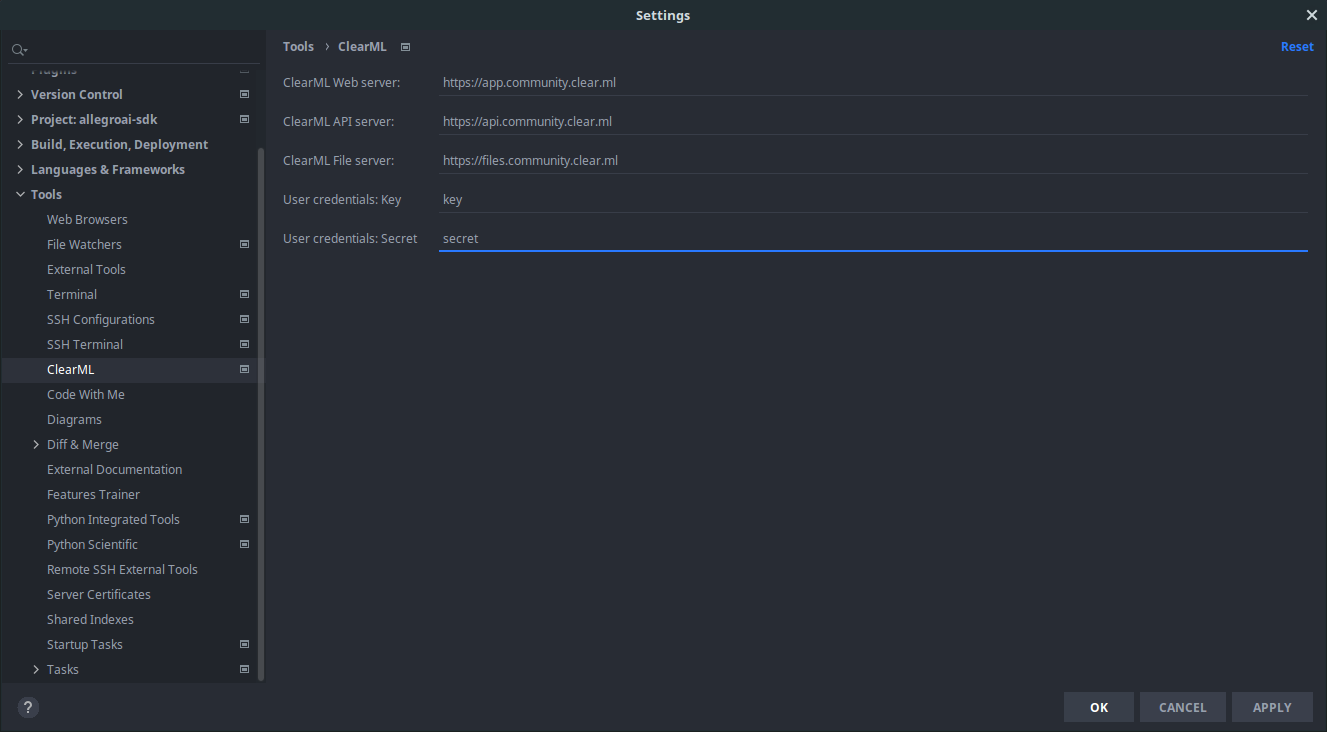 Settings
Plugins
Version Control
Project: allegroai-sdk
Build, Execution, Deployment
Languages & Frameworks
Tools
Web Browsers
File Watchers
External Tools
Terminal
SSH Configurations
SSH Terminal
ClearML
Code With Me
Diagrams
Diff & Merge
External Documentation
Features Trainer
Python Integrated Tools
Python Scientific
Remote SSH External Tools
Server Certificates
Shared Indexes
Startup Tasks
Tasks
Tools › ClearML Reset
ClearML Web server: https://app.community.clear.ml
ClearML API server: https://api.community.clear.ml
ClearML File server: https://files.community.clear.ml
User credentials: Key key
User credentials: Secret secret
? OK CANCEL APPLY